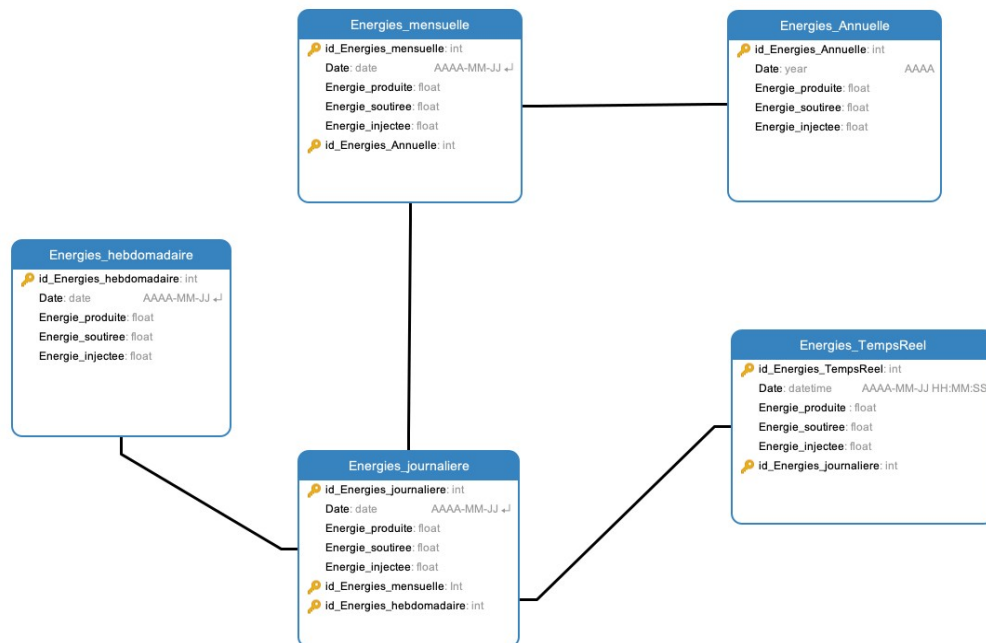 Energies_mensuelle
id_Energies_mensuelle: int
Date: date AAAA-MM-JJ ↵
Energie_produite: float
Energie_soutiree: float
Energie_injectee: float
id_Energies_Annuelle: int
Energies_Annuelle
id_Energies_Annuelle: int
Date: year AAAA
Energie_produite: float
Energie_soutiree: float
Energie_injectee: float
Energies_hebdomadaire
id_Energies_hebdomadaire: int
Date: date AAAA-MM-JJ ↵
Energie_produite: float
Energie_soutiree: float
Energie_injectee: float
Energies_TempsReel
id_Energies_TempsReel: int
Date: datetime AAAA-MM-JJ HH:MM:SS
Energie_produite : float
Energie_soutiree: float
Energie_injectee: float
id_Energies_journaliere: int
Energies_journaliere
id_Energies_journaliere: int
Date: date AAAA-MM-JJ ↵
Energie_produite: float
Energie_soutiree: float
Energie_injectee: float
id_Energies_mensuelle: Int
id_Energies_hebdomadaire: int